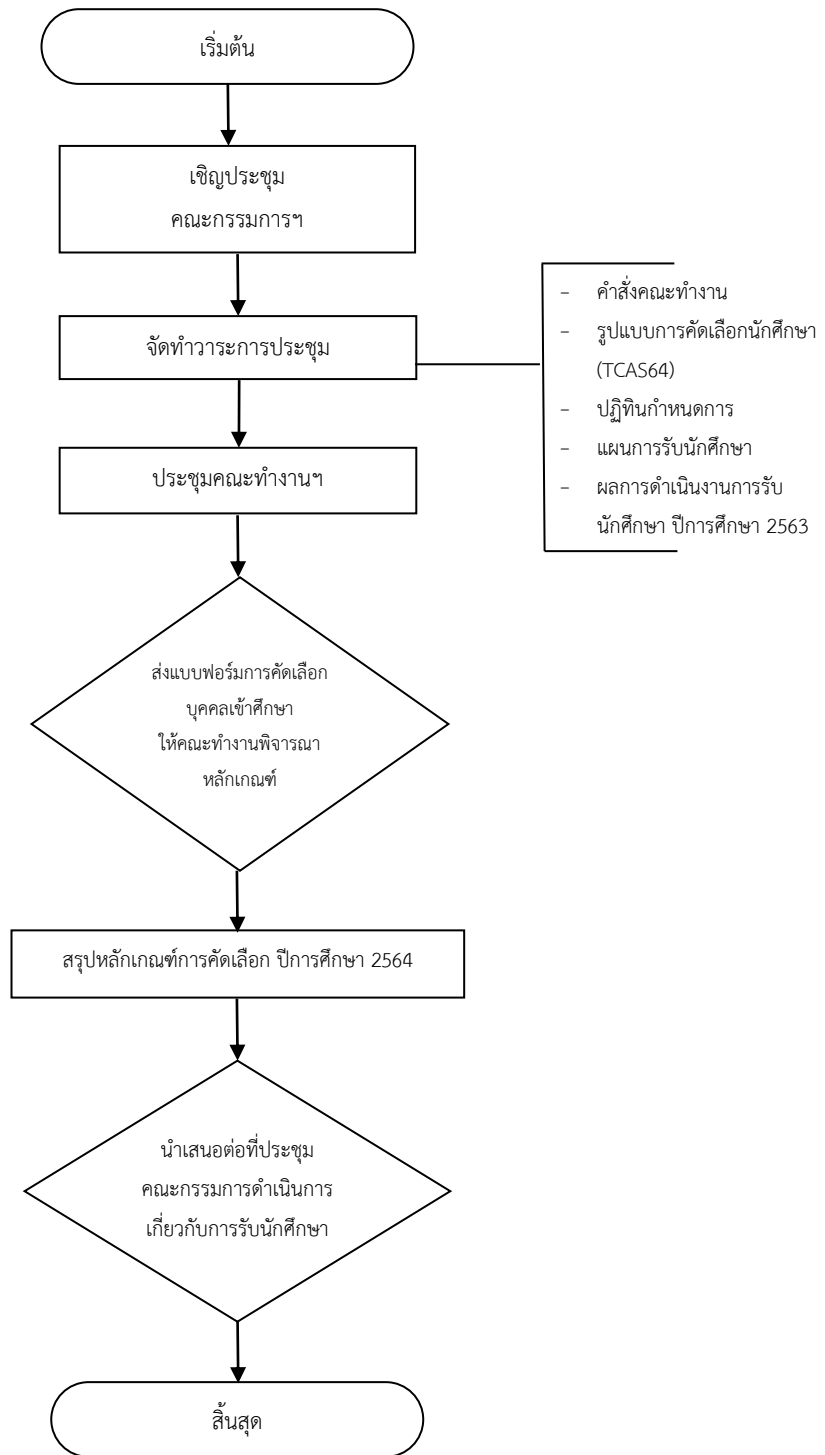 เริ่มต้น
เชิญประชุม
คณะกรรมการฯ
จัดทำวาระการประชุม
- คำสั่งคณะทำงาน
- รูปแบบการคัดเลือกนักศึกษา
(TCAS64)
- ปฏิทินกำหนดการ
- แผนการรับนักศึกษา
- ผลการดำเนินงานการรับ
นักศึกษา ปีการศึกษา 2563
ประชุมคณะทำงานฯ
ส่งแบบฟอร์มการคัดเลือก
บุคคลเข้าศึกษา
ให้คณะทำงานพิจารณา
หลักเกณฑ์
สรุปหลักเกณฑ์การคัดเลือก ปีการศึกษา 2564
นำเสนอต่อที่ประชุม
คณะกรรมการดำเนินการ
เกี่ยวกับการรับนักศึกษา
สิ้นสุด